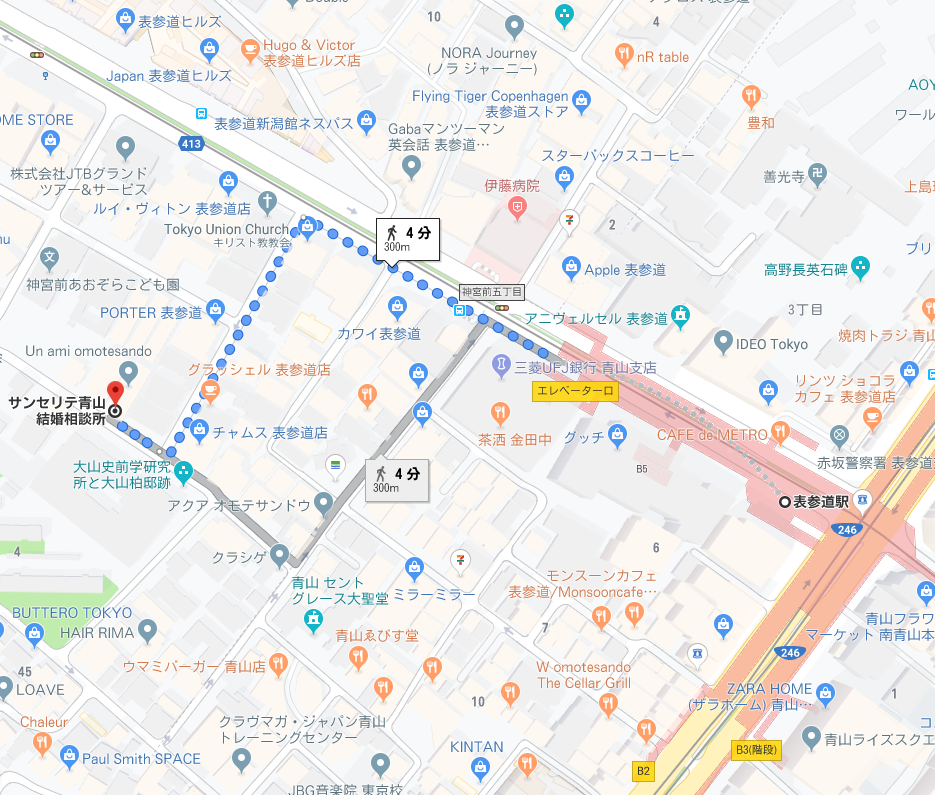 表参道ヒルズ
10
4
Hugo & Victor
表参道ヒルズ店
NORA Journey
(ノラ ジャーニー)
nR table
Japan 表参道ヒルズ
Flying Tiger Copenhagen
表参道ストア
豊和
AOY
ワール
OME STORE
表参道新潟館ネスパス
Gabaマンツーマン
英会話 表参道…
413
スターバックスコーヒー
株式会社JTBグランド
ツアー&サービス
伊藤病院
善光寺
上島
ルイ・ヴィトン 表参道店
Tokyo Union Church
キリスト教教会
4 分
300m
2
nu
神宮前あおぞらこども園
Apple 表参道
高野長英石碑
ブリ
神宮前五丁目
PORTER 表参道
カワイ表参道
アニヴェルセル 表参道
3丁目
IDEO Tokyo
焼肉トラジ 青山
Un ami omotesando
グラッシェル 表参道店
三菱UFJ銀行 青山支店
エレベーター口
リンツ ショコラ
カフェ 表参道店
サンセリテ青山
結婚相談所
チャムス 表参道店
茶洒 金田中
グッチ
CAFE de METRO
赤坂警察署 表参道
大山史前学研究
所と大山柏邸跡
4 分
300m
B5
アクア オモテサンドウ
表参道駅
246
クラシゲ
4
6
青山 セント
グレース大聖堂
ミラーミラー
モンスーンカフェ
表参道/Monsooncafe…
BUTTERO TOKYO
HAIR RIMA
青山ゑびす堂
7
青山フラワー
マーケット 南青山本
246
ウマミバーガー 青山店
W omotesando
The Cellar Grill
45
LOAVE
ZARA HOME
(ザラホーム) 青山…
1
10
Chaleur
クラヴマガ・ジャパン青山
トレーニングセンター
コ
青山ライズスクエ
KINTAN
B3(階段)
Paul Smith SPACE
B2
JBG音楽院 東京校